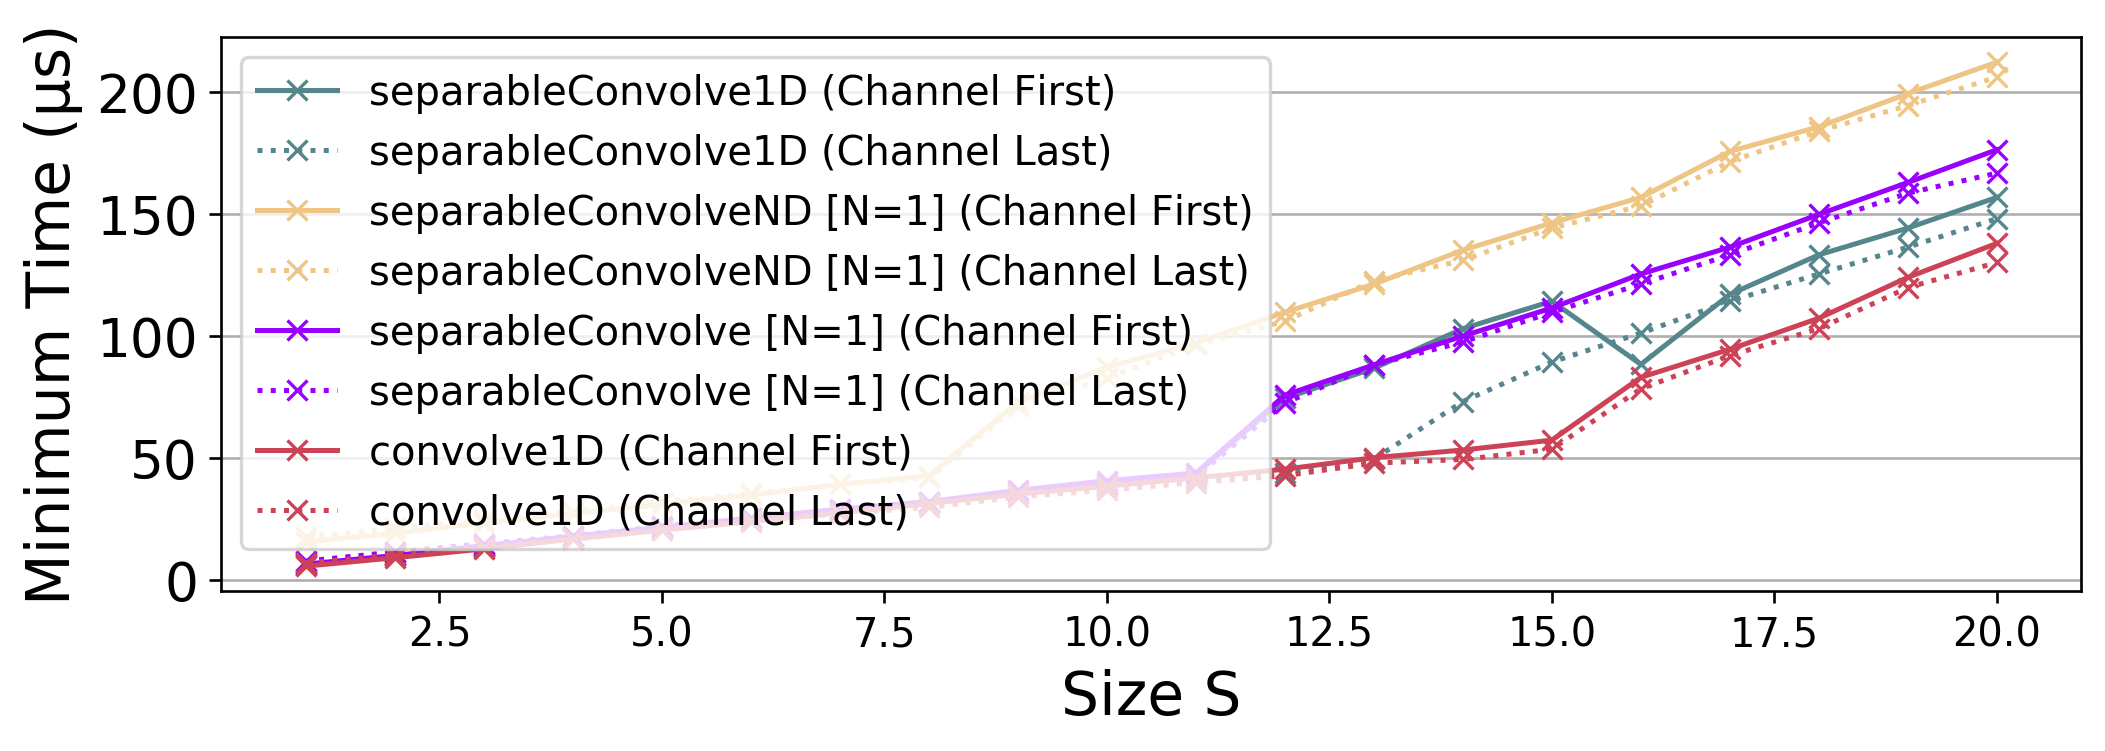 Minimum Time (µs)
200
150
100
50
0
separableConvolve1D (Channel First)
separableConvolve1D (Channel Last)
separableConvolveND [N=1] (Channel First)
separableConvolveND [N=1] (Channel Last)
separableConvolve [N=1] (Channel First)
separableConvolve [N=1] (Channel Last)
convolve1D (Channel First)
convolve1D (Channel Last)
2.5 5.0 7.5 10.0 12.5 15.0 17.5 20.0
Size S